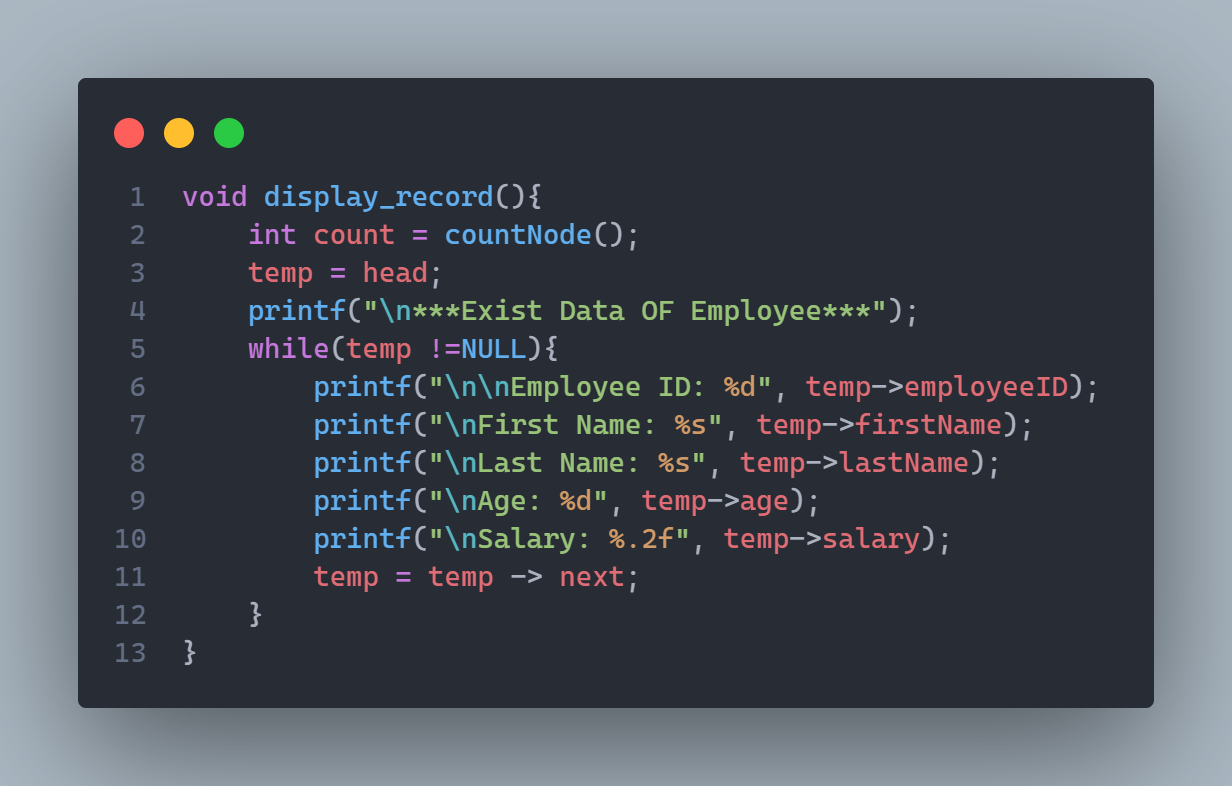 1 void display_record(){
2     int count = countNode();
3     temp = head;
4     printf("\n***Exist Data OF Employee***");
5     while(temp !=NULL){
6         printf("\n\nEmployee ID: %d", temp->employeeID);
7         printf("\nFirst Name: %s", temp->firstName);
8         printf("\nLast Name: %s", temp->lastName);
9         printf("\nAge: %d", temp->age);
10         printf("\nSalary: %.2f", temp->salary);
11         temp = temp -> next;
12     }
13 }